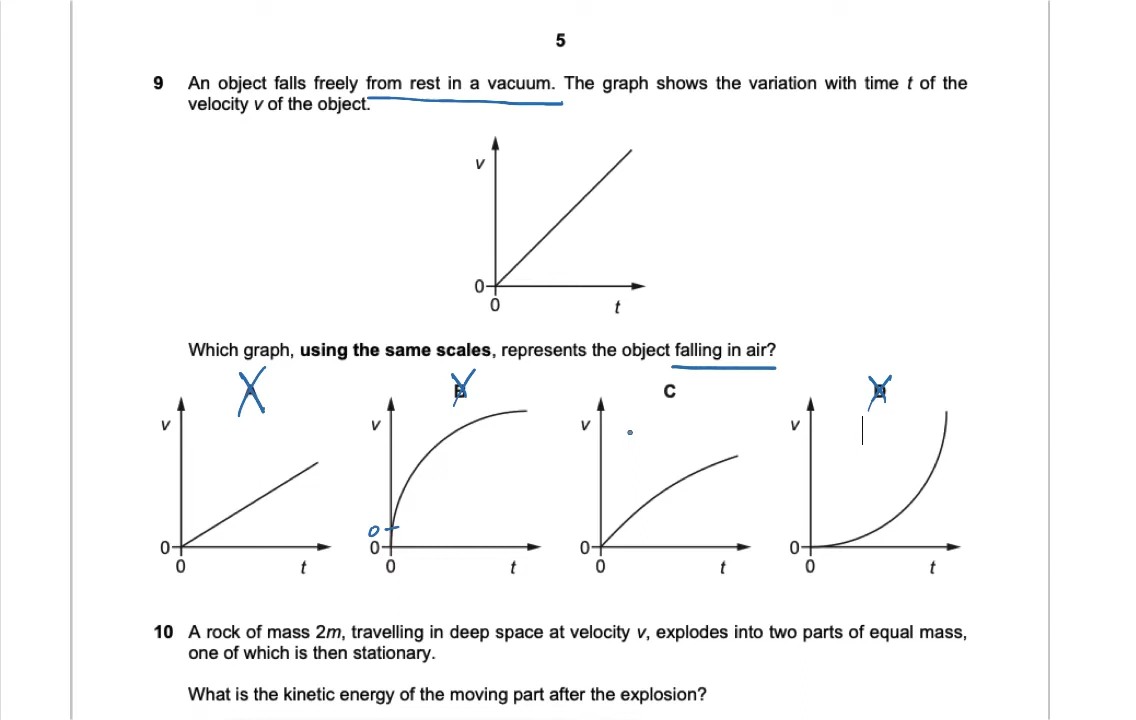 5
9 An object falls freely from rest in a vacuum. The graph shows the variation with time t of the
velocity v of the object.
v
0
0 t
Which graph, using the same scales, represents the object falling in air?
A B C D
v v v v
0
0 0 0 0
0 t 0 t 0 t 0 t
10 A rock of mass 2m, travelling in deep space at velocity v, explodes into two parts of equal mass,
one of which is then stationary.
What is the kinetic energy of the moving part after the explosion?